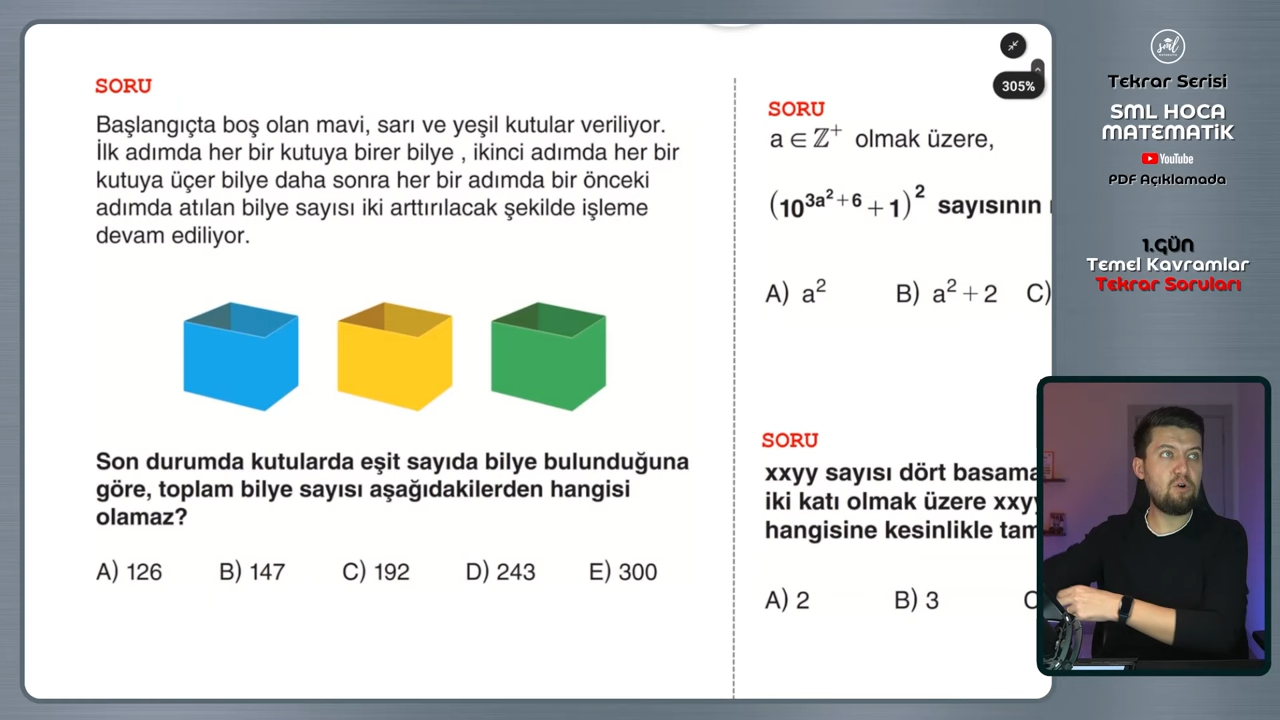 SORU
Başlangıçta boş olan mavi, sarı ve yeşil kutular veriliyor.
İlk adımda her bir kutuya birer bilye , ikinci adımda her bir
kutuya üçer bilye daha sonra her bir adımda bir önceki
adımda atılan bilye sayısı iki arttırılacak şekilde işleme
devam ediliyor.
Son durumda kutularda eşit sayıda bilye bulunduğuna
göre, toplam bilye sayısı aşağıdakilerden hangisi
olamaz?
A) 126 B) 147 C) 192 D) 243 E) 300
305%
SORU
a ∈ ℤ⁺ olmak üzere,
(10^{3a²+6} + 1)² sayısının
A) a² B) a² + 2 C)
SORU
xxyy sayısı dört basama
iki katı olmak üzere xxy
hangisine kesinlikle tam
A) 2 B) 3 C
sml
Tekrar Serisi
SML HOCA
MATEMATİK
YouTube
PDF Açıklamada
1.GÜN
Temel Kavramlar
Tekrar Soruları